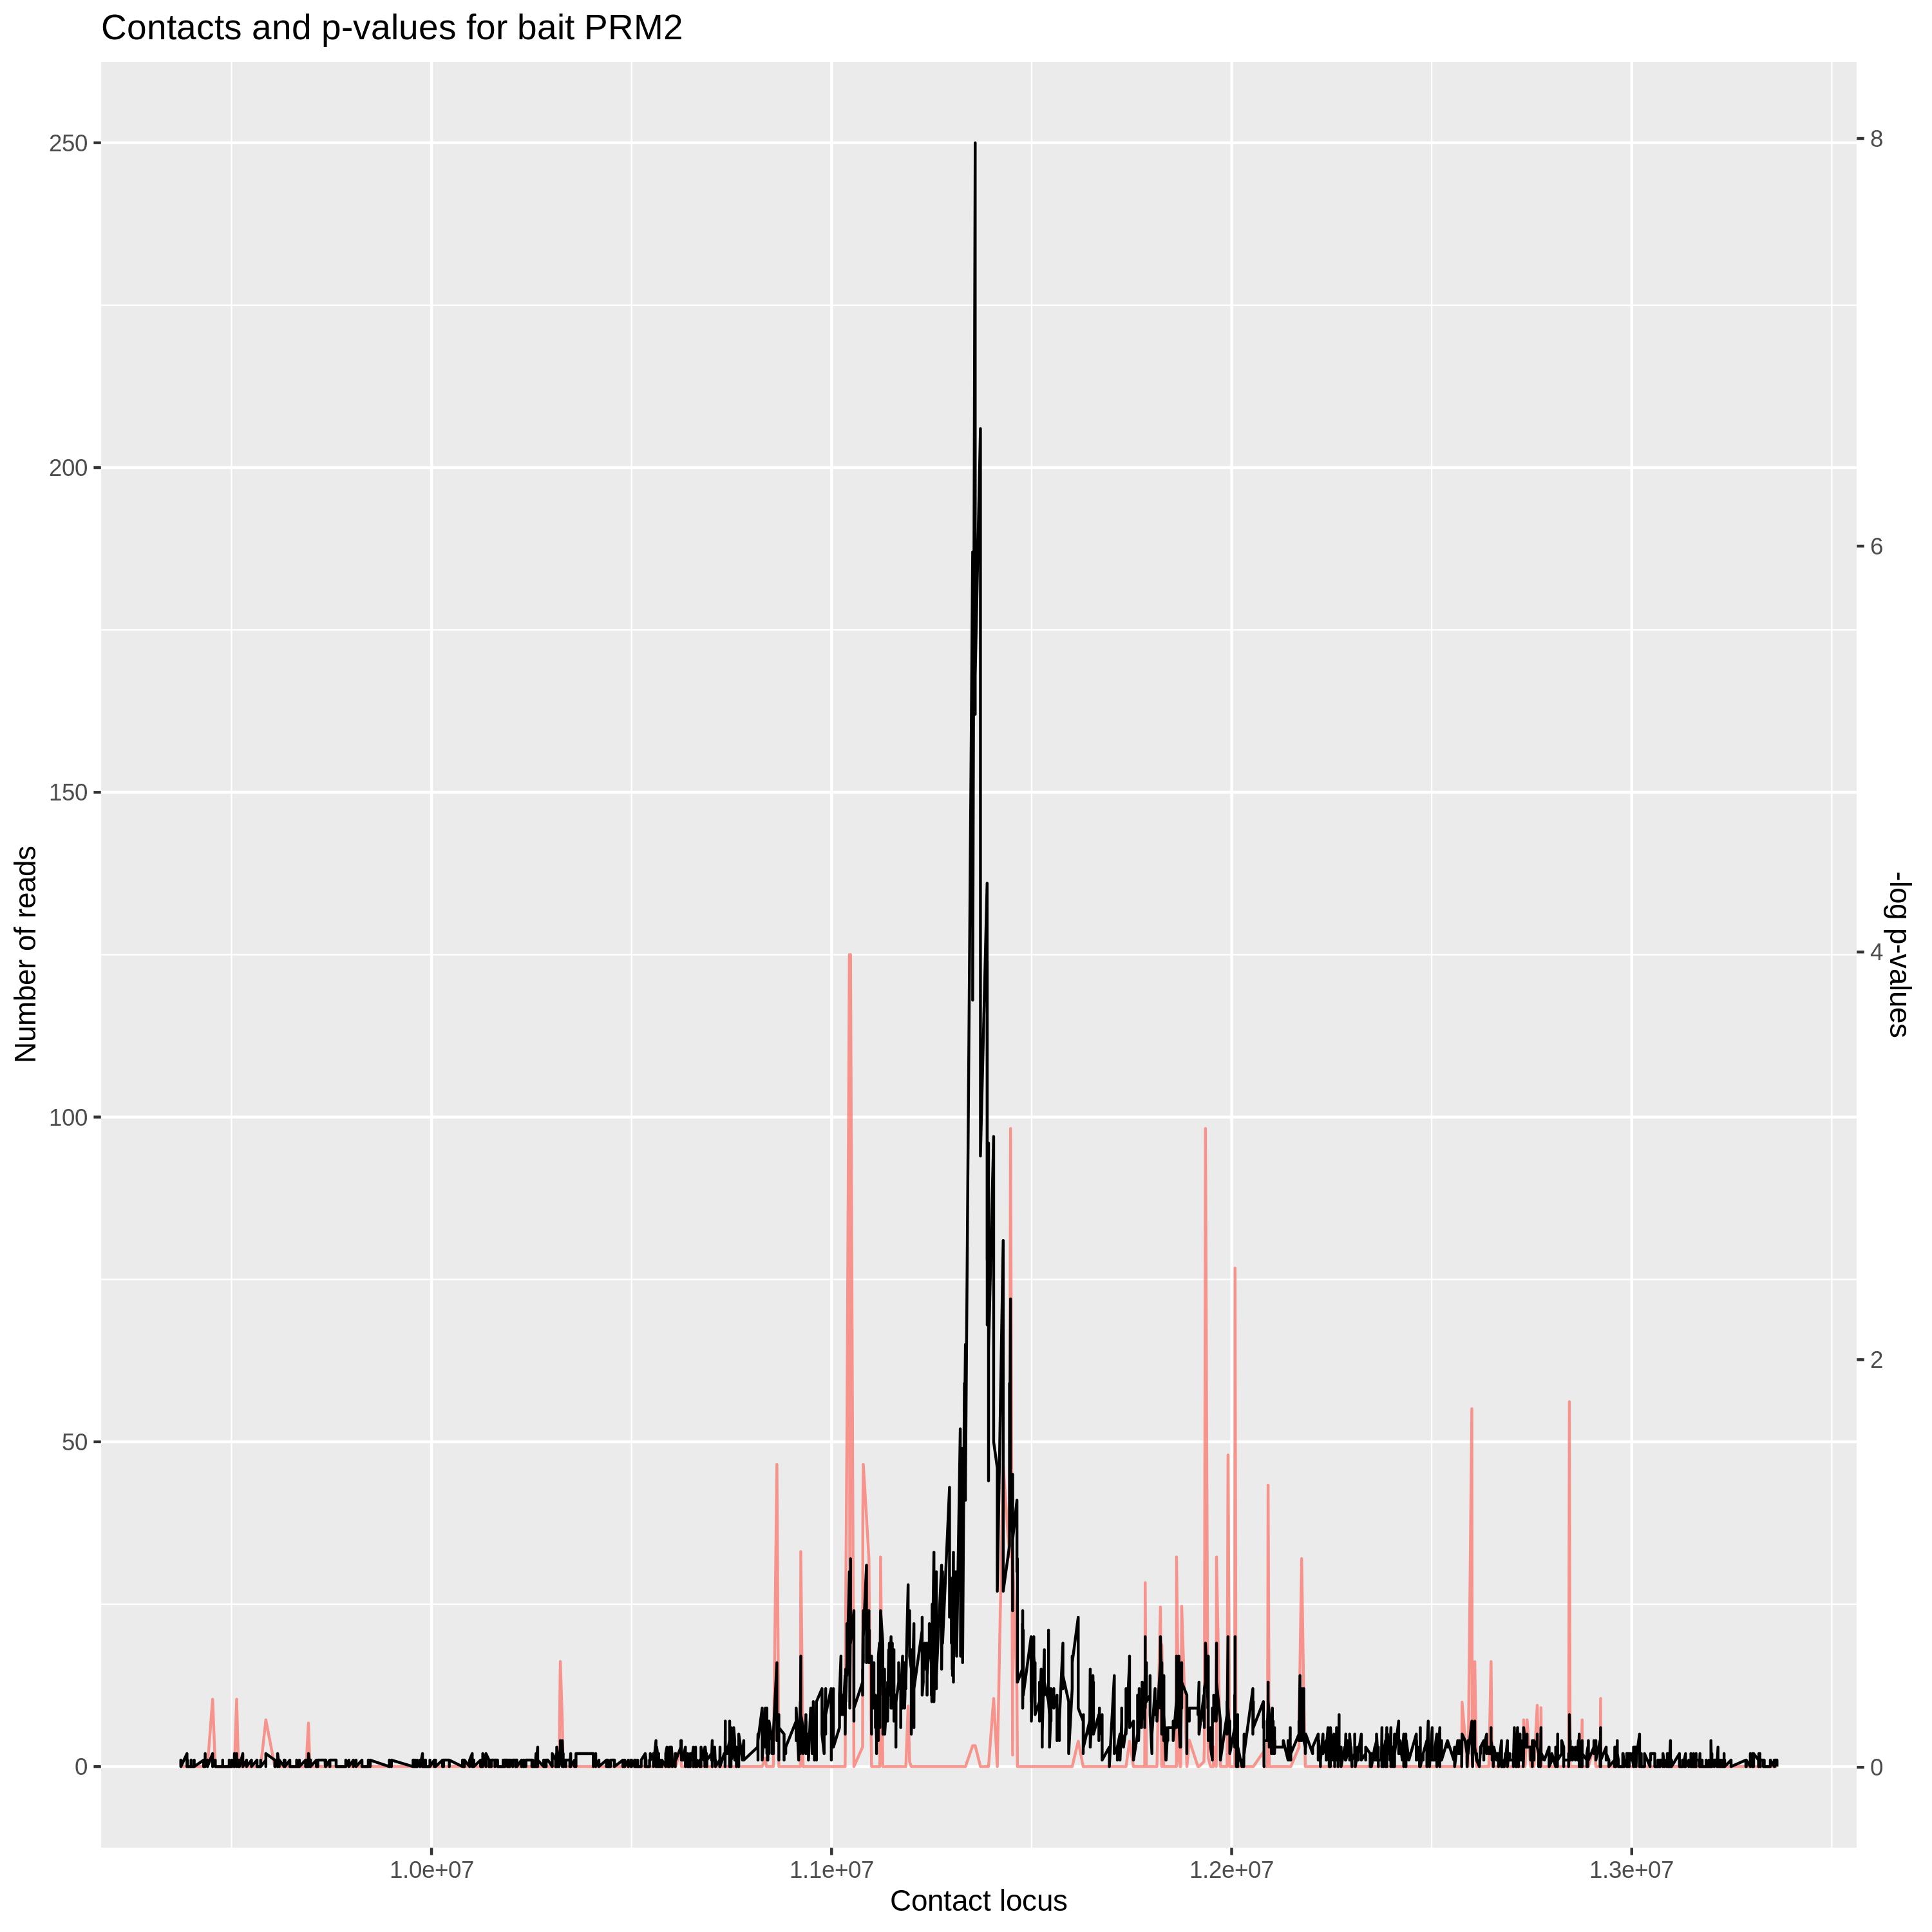 Contacts and p-values for bait PRM2
250
200
150
100
50
0
8
6
4
2
0
Number of reads
-log p-values
1.0e+07
1.1e+07
1.2e+07
1.3e+07
Contact locus